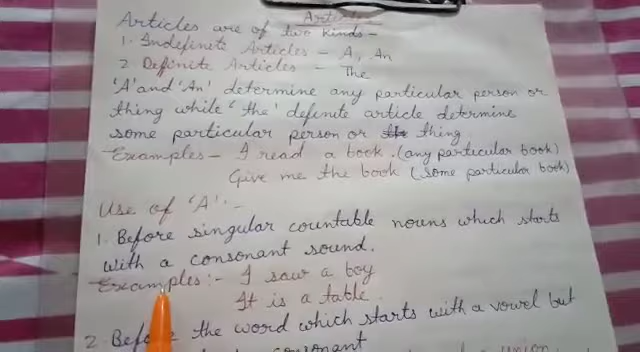 Articles
Articles are of two kinds-
1. Indefinite Articles - A, An
2. Definite Articles - The
'A' and 'An' determine any particular person or
thing while 'the' definite article determine
some particular person or thing
Examples - I read a book. (any particular book)
Give me the book (some particular book)
Use of 'A':-
1. Before singular countable nouns which starts
with a consonant sound.
Examples:- I saw a boy
It is a table.
2. Before the word which starts with a vowel but
consonant